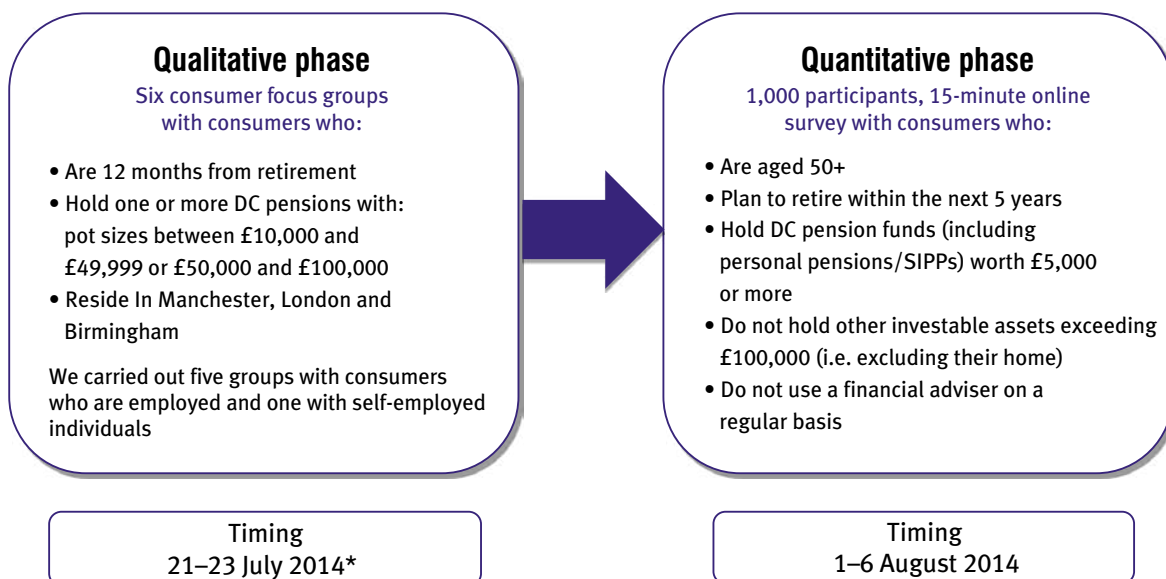 Qualitative phase
Six consumer focus groups
with consumers who:
• Are 12 months from retirement
• Hold one or more DC pensions with:
pot sizes between £10,000 and
£49,999 or £50,000 and £100,000
• Reside In Manchester, London and
Birmingham
We carried out five groups with consumers
who are employed and one with self-employed
individuals
Timing
21–23 July 2014*
Quantitative phase
1,000 participants, 15-minute online
survey with consumers who:
• Are aged 50+
• Plan to retire within the next 5 years
• Hold DC pension funds (including
personal pensions/SIPPs) worth £5,000
or more
• Do not hold other investable assets exceeding
£100,000 (i.e. excluding their home)
• Do not use a financial adviser on a
regular basis
Timing
1–6 August 2014